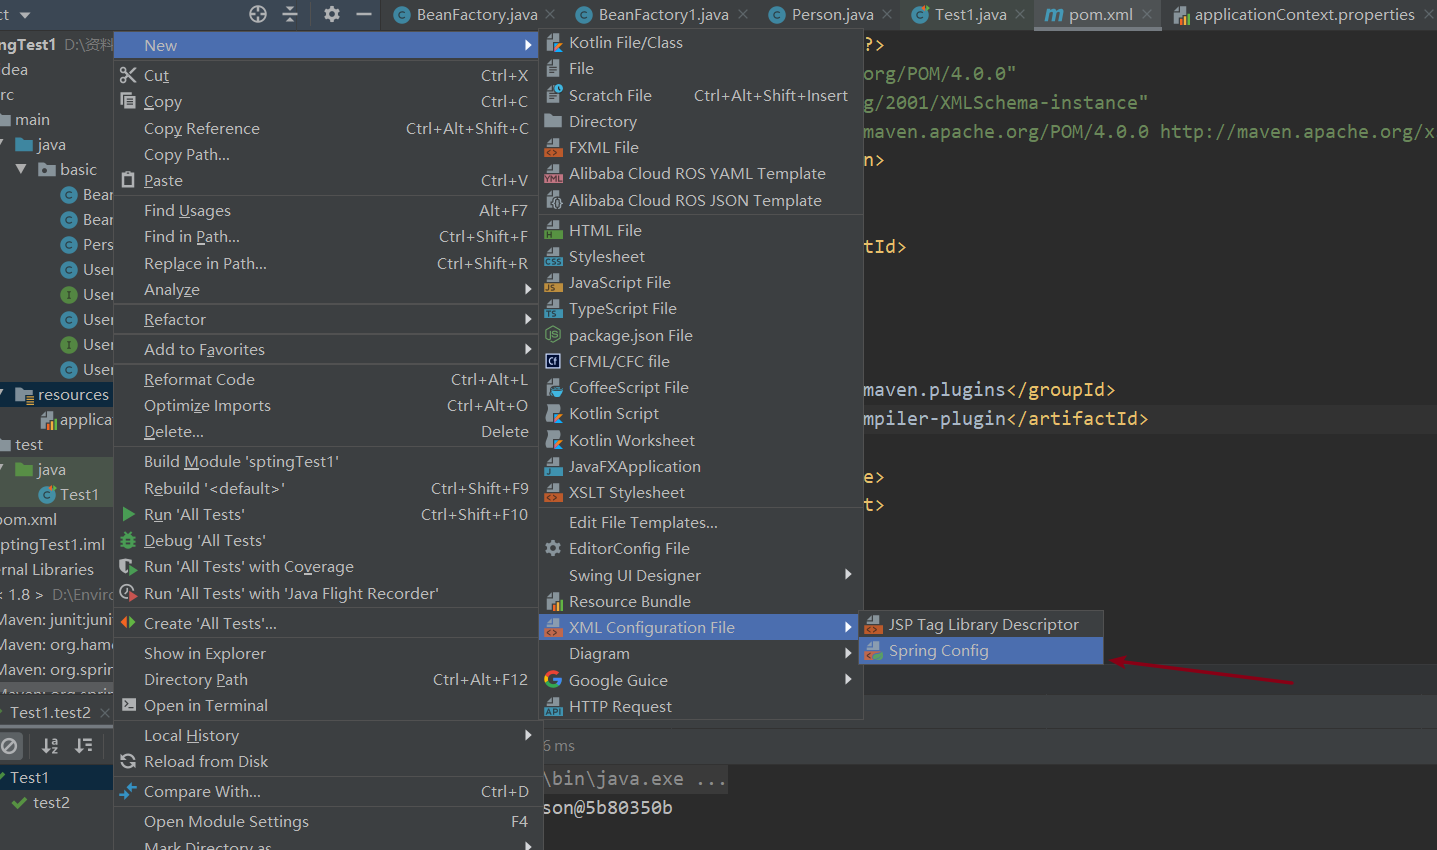 ct
BeanFactory.java
BeanFactory1.java
Person.java
Test1.java
pom.xml
applicationContext.properties
ngTest1 D:\资料
dea
rc
main
java
basic
Bean
Bean
Pers
User
User
User
User
User
resources
applicat
test
java
Test1
pom.xml
sptingTest1.iml
rnal Libraries
< 1.8 > D:\Enviro
Maven: junit:junit
Maven: org.hamc
Maven: org.sprin
Maven: org.sprin
New
Cut Ctrl+X
Copy Ctrl+C
Copy Reference Ctrl+Alt+Shift+C
Copy Path...
Paste Ctrl+V
Find Usages Alt+F7
Find in Path... Ctrl+Shift+F
Replace in Path... Ctrl+Shift+R
Analyze
Refactor
Add to Favorites
Reformat Code Ctrl+Alt+L
Optimize Imports Ctrl+Alt+O
Delete... Delete
Build Module 'sptingTest1'
Rebuild '<default>' Ctrl+Shift+F9
Run 'All Tests' Ctrl+Shift+F10
Debug 'All Tests'
Run 'All Tests' with Coverage
Run 'All Tests' with 'Java Flight Recorder'
Create 'All Tests'...
Show in Explorer
Directory Path Ctrl+Alt+F12
Open in Terminal
Local History
Reload from Disk
Compare With... Ctrl+D
Open Module Settings F4
Mark Directory as
Kotlin File/Class
File
Scratch File Ctrl+Alt+Shift+Insert
Directory
FXML File
Alibaba Cloud ROS YAML Template
Alibaba Cloud ROS JSON Template
HTML File
Stylesheet
JavaScript File
TypeScript File
package.json File
CFML/CFC file
CoffeeScript File
Kotlin Script
Kotlin Worksheet
JavaFXApplication
XSLT Stylesheet
Edit File Templates...
EditorConfig File
Swing UI Designer
Resource Bundle
XML Configuration File
Diagram
Google Guice
HTTP Request
JSP Tag Library Descriptor
Spring Config
?>
org/POM/4.0.0"
g/2001/XMLSchema-instance"
maven.apache.org/POM/4.0.0 http://maven.apache.org/x
n>
tId>
maven.plugins</groupId>
mpiler-plugin</artifactId>
e>
t>
Test1.test2
Test1
test2
6 ms
\bin\java.exe ...
son@5b80350b